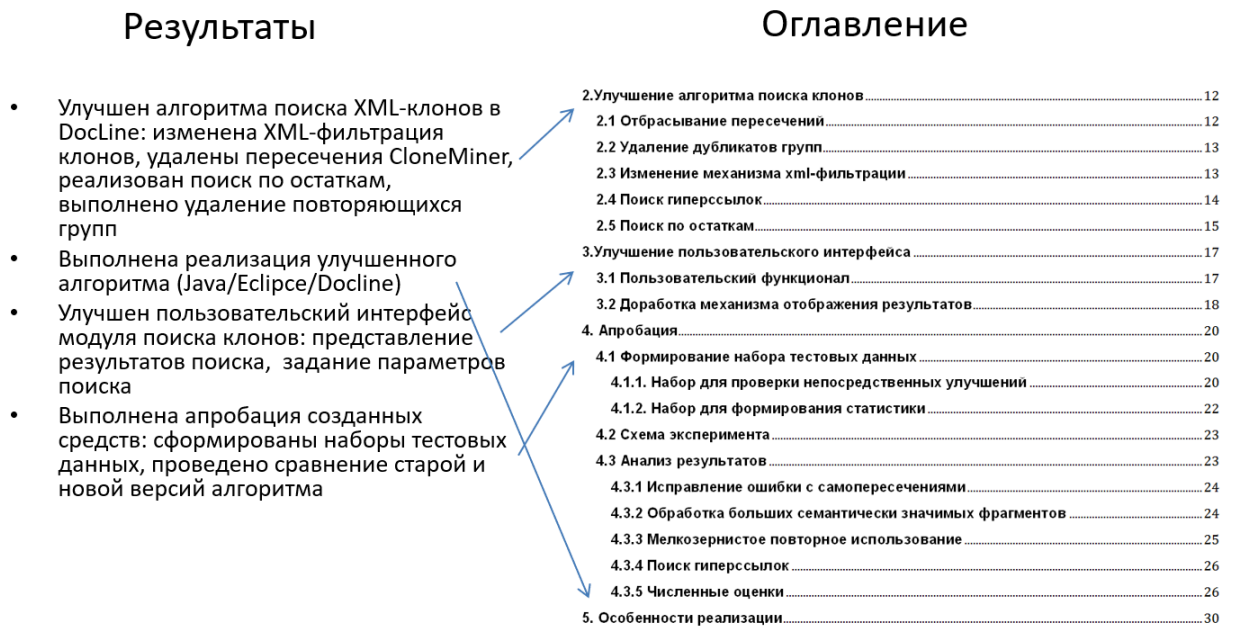 Результаты
• Улучшен алгоритма поиска XML-клонов в
DocLine: изменена XML-фильтрация
клонов, удалены пересечения CloneMiner,
реализован поиск по остаткам,
выполнено удаление повторяющихся
групп
• Выполнена реализация улучшенного
алгоритма (Java/Eclipce/Docline)
• Улучшен пользовательский интерфейс
модуля поиска клонов: представление
результатов поиска, задание параметров
поиска
• Выполнена апробация созданных
средств: сформированы наборы тестовых
данных, проведено сравнение старой и
новой версий алгоритма
Оглавление
2.Улучшение алгоритма поиска клонов 12
2.1 Отбрасывание пересечений 12
2.2 Удаление дубликатов групп 13
2.3 Изменение механизма xml-фильтрации 13
2.4 Поиск гиперссылок 14
2.5 Поиск по остаткам 15
3.Улучшение пользовательского интерфейса 17
3.1 Пользовательский функционал 17
3.2 Доработка механизма отображения результатов 18
4. Апробация 20
4.1 Формирование набора тестовых данных 20
4.1.1. Набор для проверки непосредственных улучшений 20
4.1.2. Набор для формирования статистики 22
4.2 Схема эксперимента 23
4.3 Анализ результатов 23
4.3.1 Исправление ошибки с самопересечениями 24
4.3.2 Обработка больших семантически значимых фрагментов 24
4.3.3 Мелкозернистое повторное использование 25
4.3.4 Поиск гиперссылок 26
4.3.5 Численные оценки 26
5. Особенности реализации 30